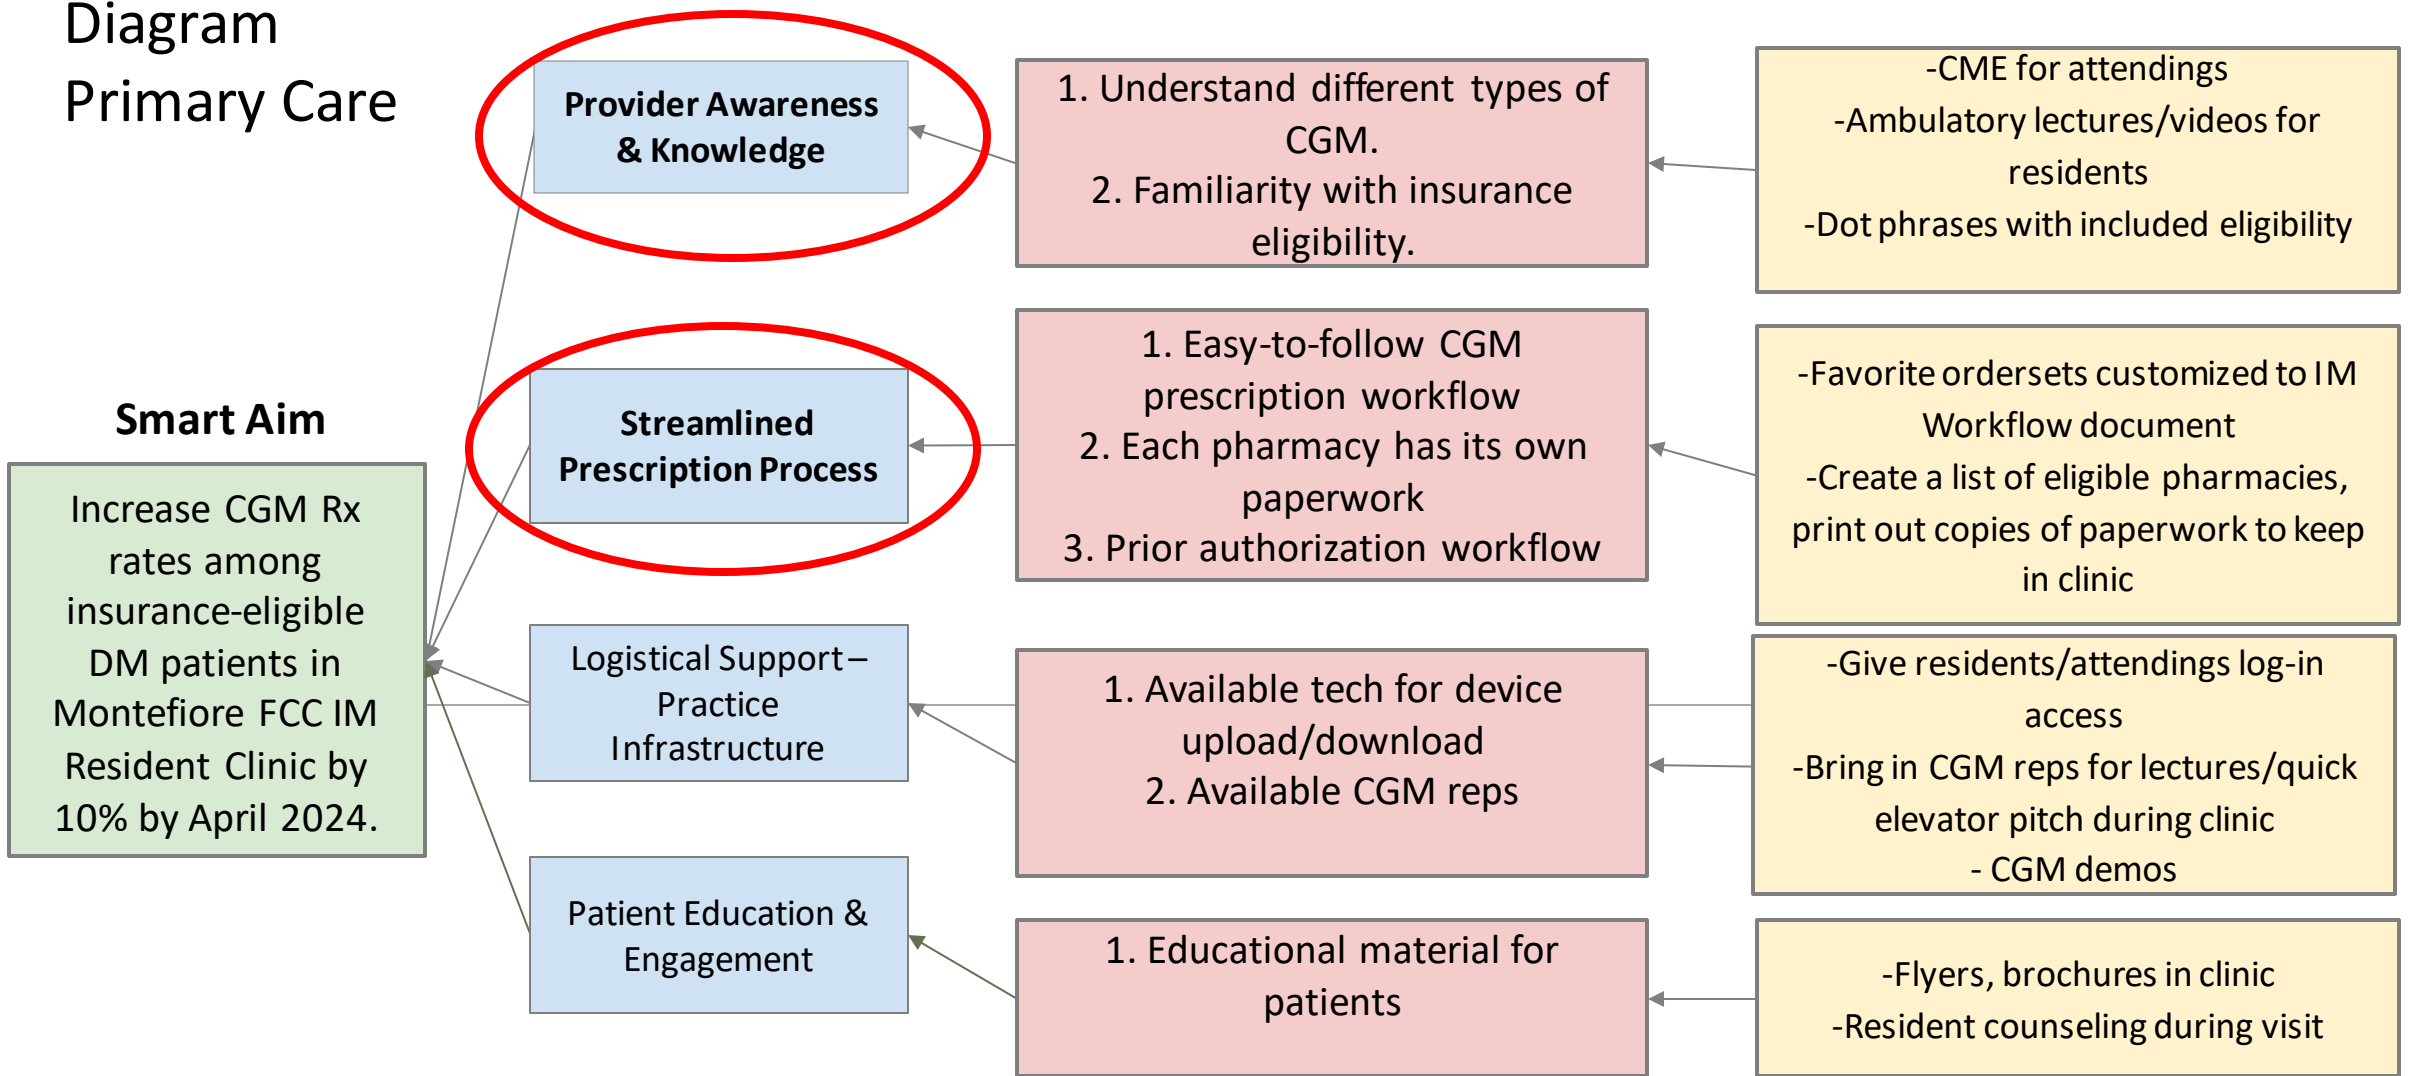 Diagram
Primary Care
Smart Aim
Increase CGM Rx
rates among
insurance-eligible
DM patients in
Montefiore FCC IM
Resident Clinic by
10% by April 2024.
Provider Awareness
& Knowledge
Streamlined
Prescription Process
Logistical Support –
Practice
Infrastructure
Patient Education &
Engagement
1. Understand different types of
CGM.
2. Familiarity with insurance
eligibility.
1. Easy-to-follow CGM
prescription workflow
2. Each pharmacy has its own
paperwork
3. Prior authorization workflow
1. Available tech for device
upload/download
2. Available CGM reps
1. Educational material for
patients
-CME for attendings
-Ambulatory lectures/videos for
residents
-Dot phrases with included eligibility
-Favorite ordersets customized to IM
Workflow document
-Create a list of eligible pharmacies,
print out copies of paperwork to keep
in clinic
-Give residents/attendings log-in
access
-Bring in CGM reps for lectures/quick
elevator pitch during clinic
- CGM demos
-Flyers, brochures in clinic
-Resident counseling during visit